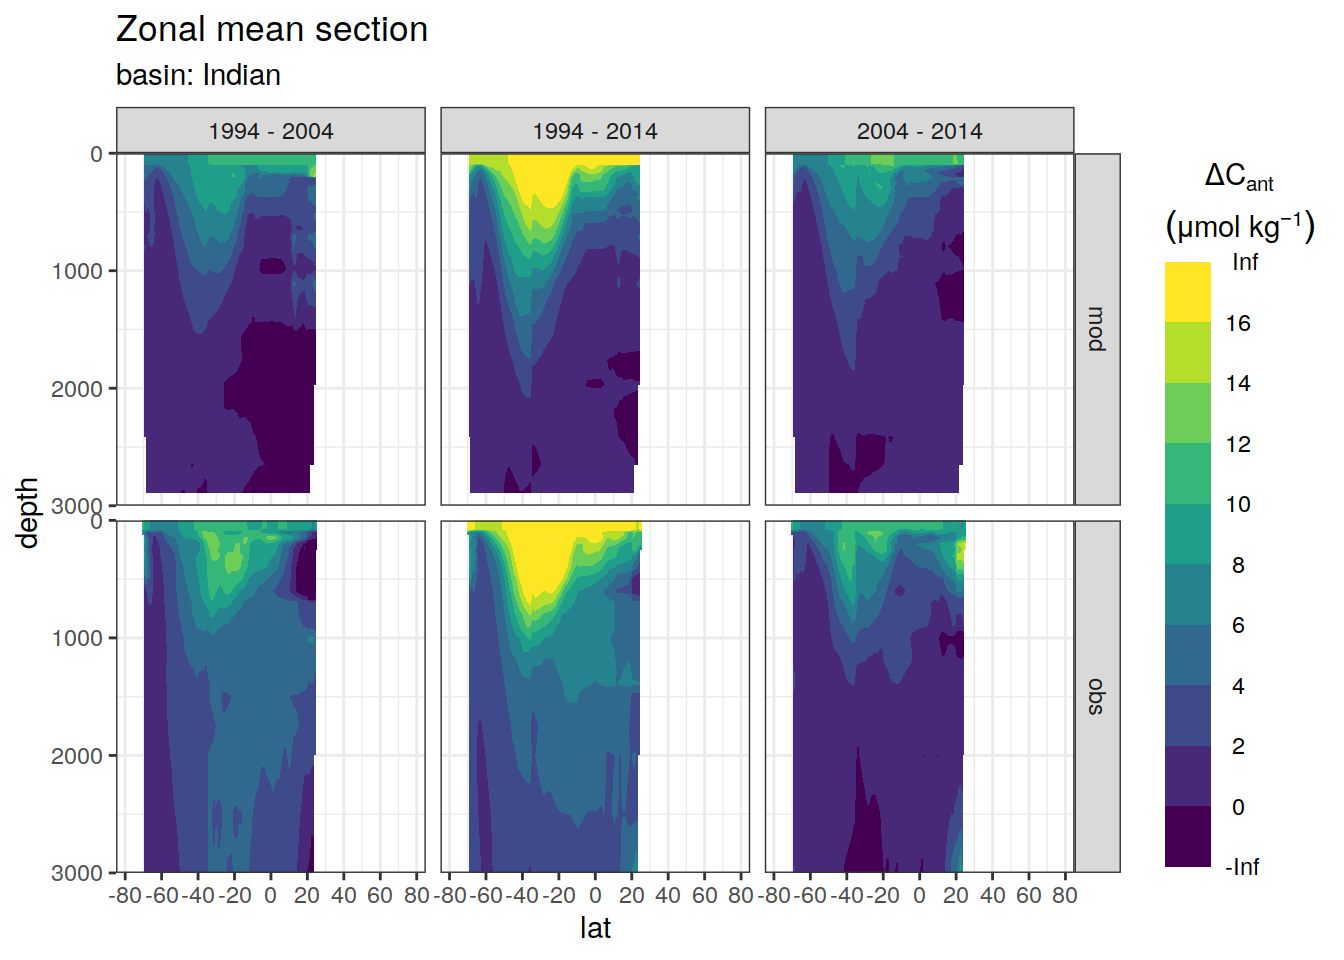 Zonal mean section
basin: Indian
1994 - 2004
1994 - 2014
2004 - 2014
0
1000
2000
3000
mod
0
1000
2000
3000
obs
depth
-80 -60 -40 -20 0 20 40 60 80
-80 -60 -40 -20 0 20 40 60 80
-80 -60 -40 -20 0 20 40 60 80
lat
ΔCant
(μmol kg⁻¹)
Inf
16
14
12
10
8
6
4
2
0
-Inf